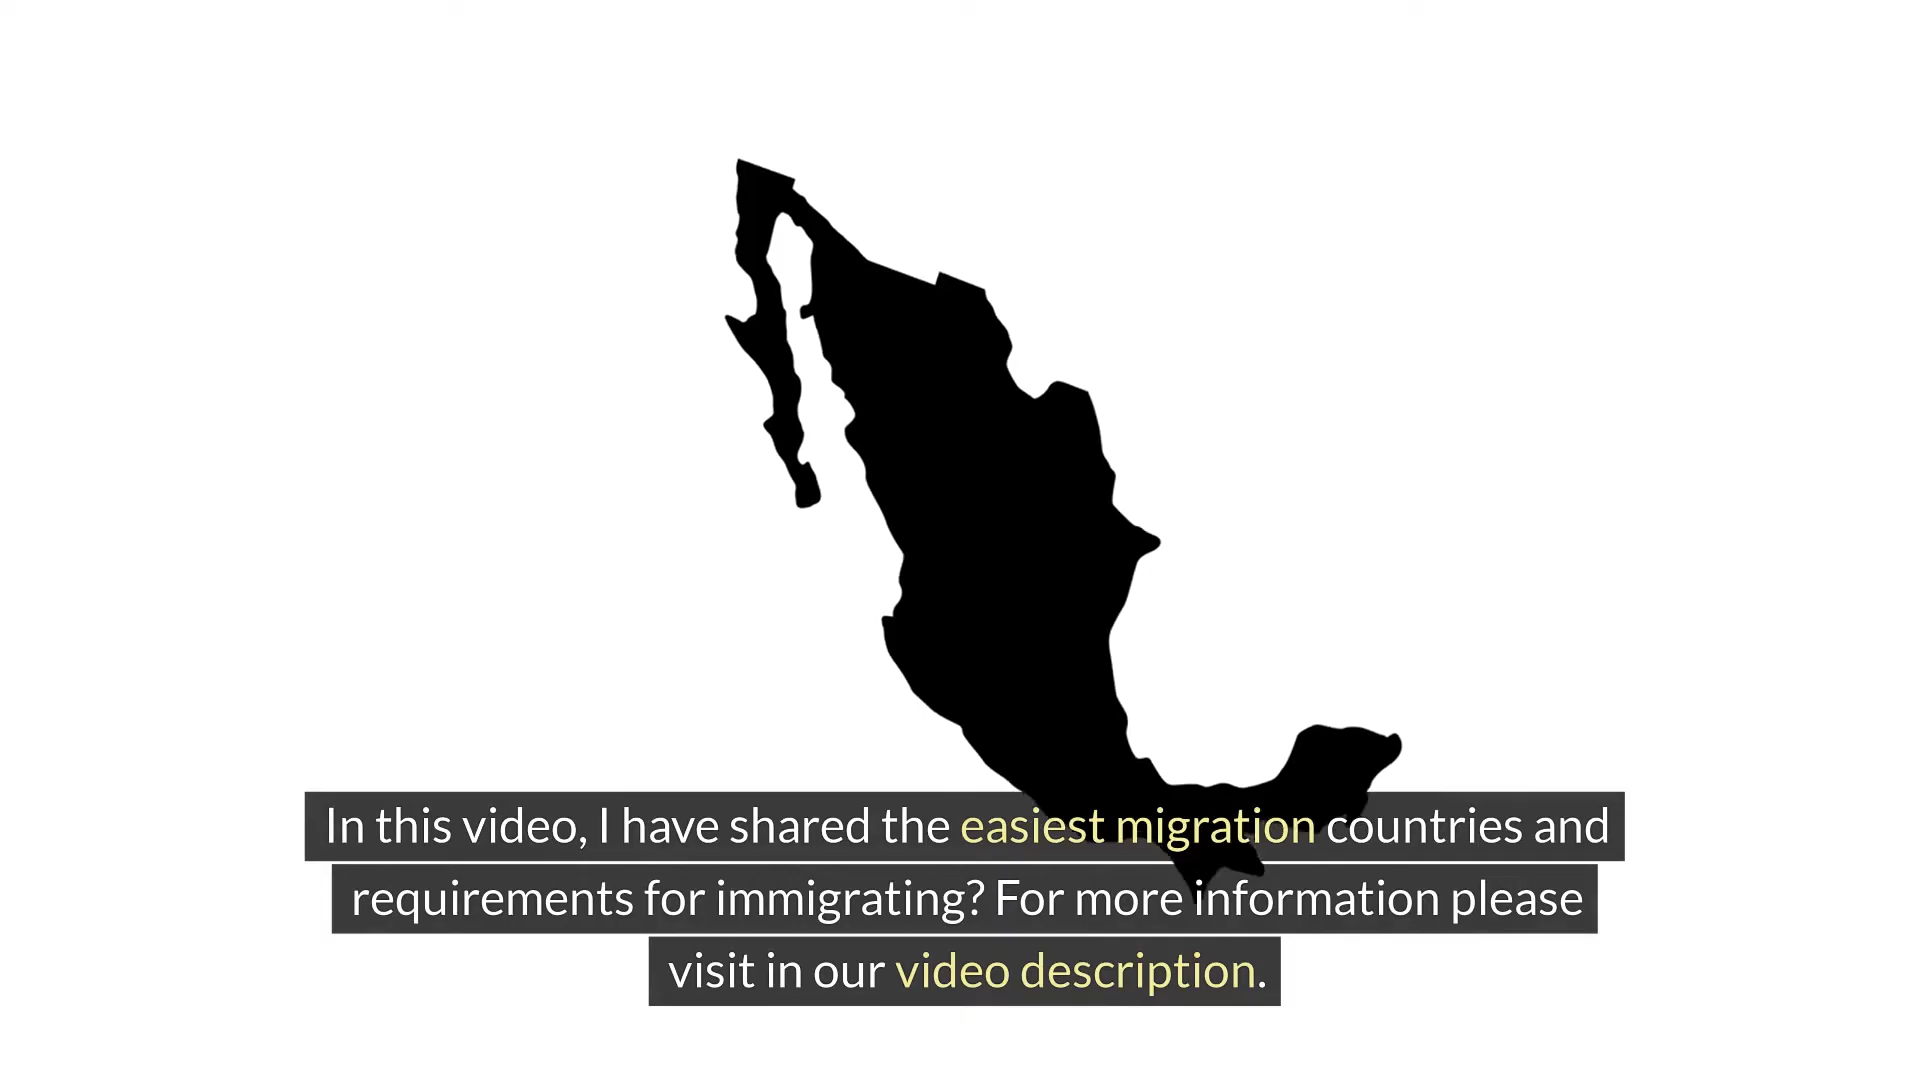 In this video, I have shared the easiest migration countries and
requirements for immigrating? For more information please
visit in our video description.